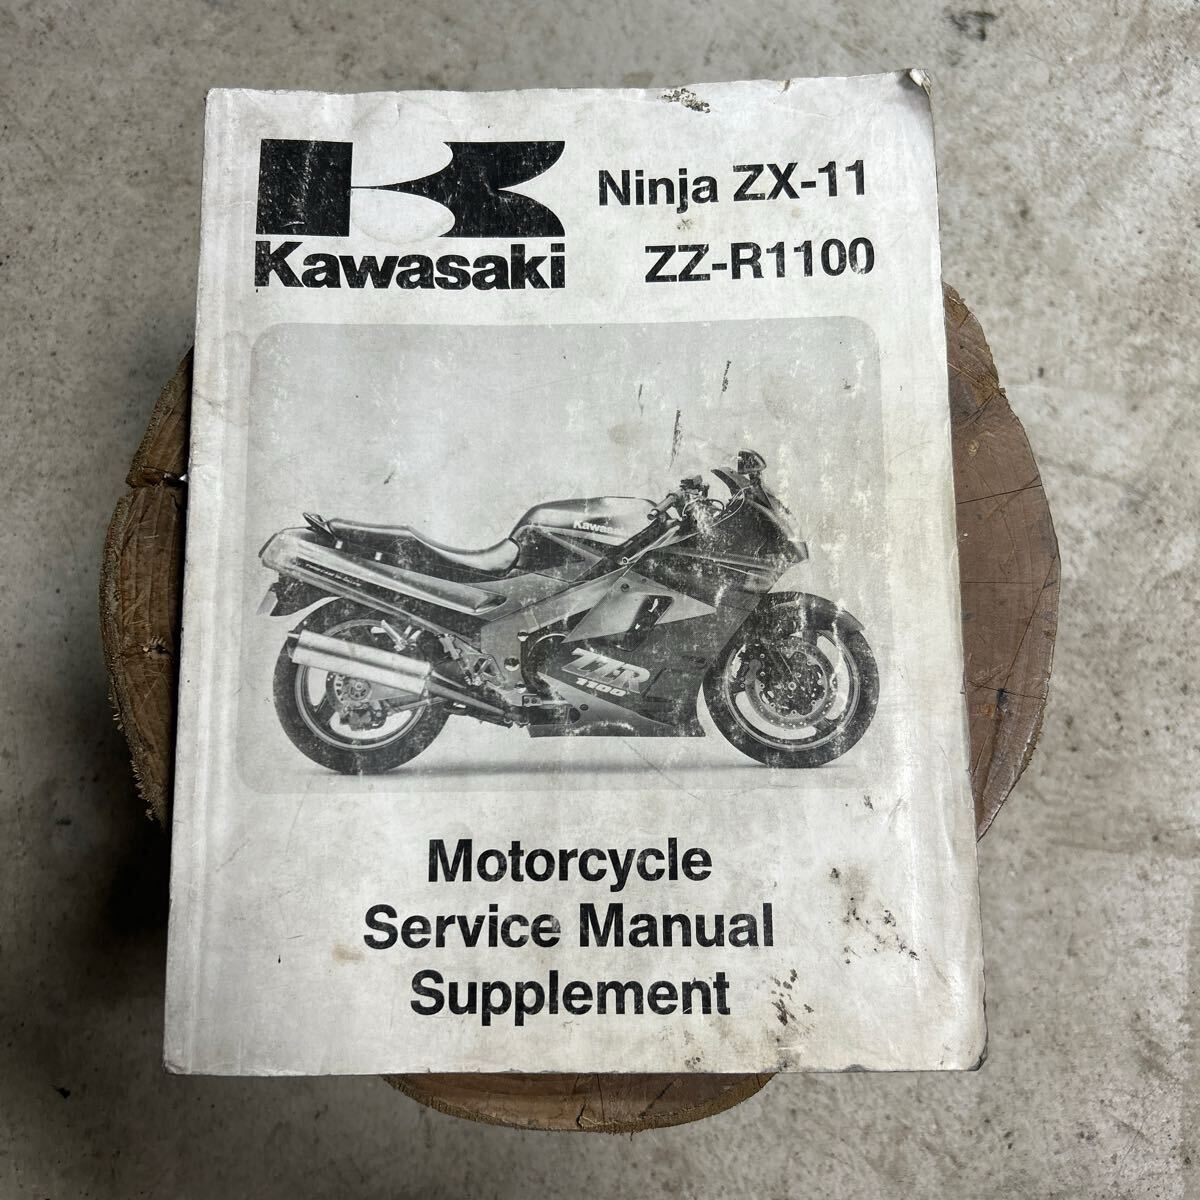 Kawasaki
Ninja ZX-11
ZZ-R1100
Kawasaki
ZZR
1100
Motorcycle
Service Manual
Supplement